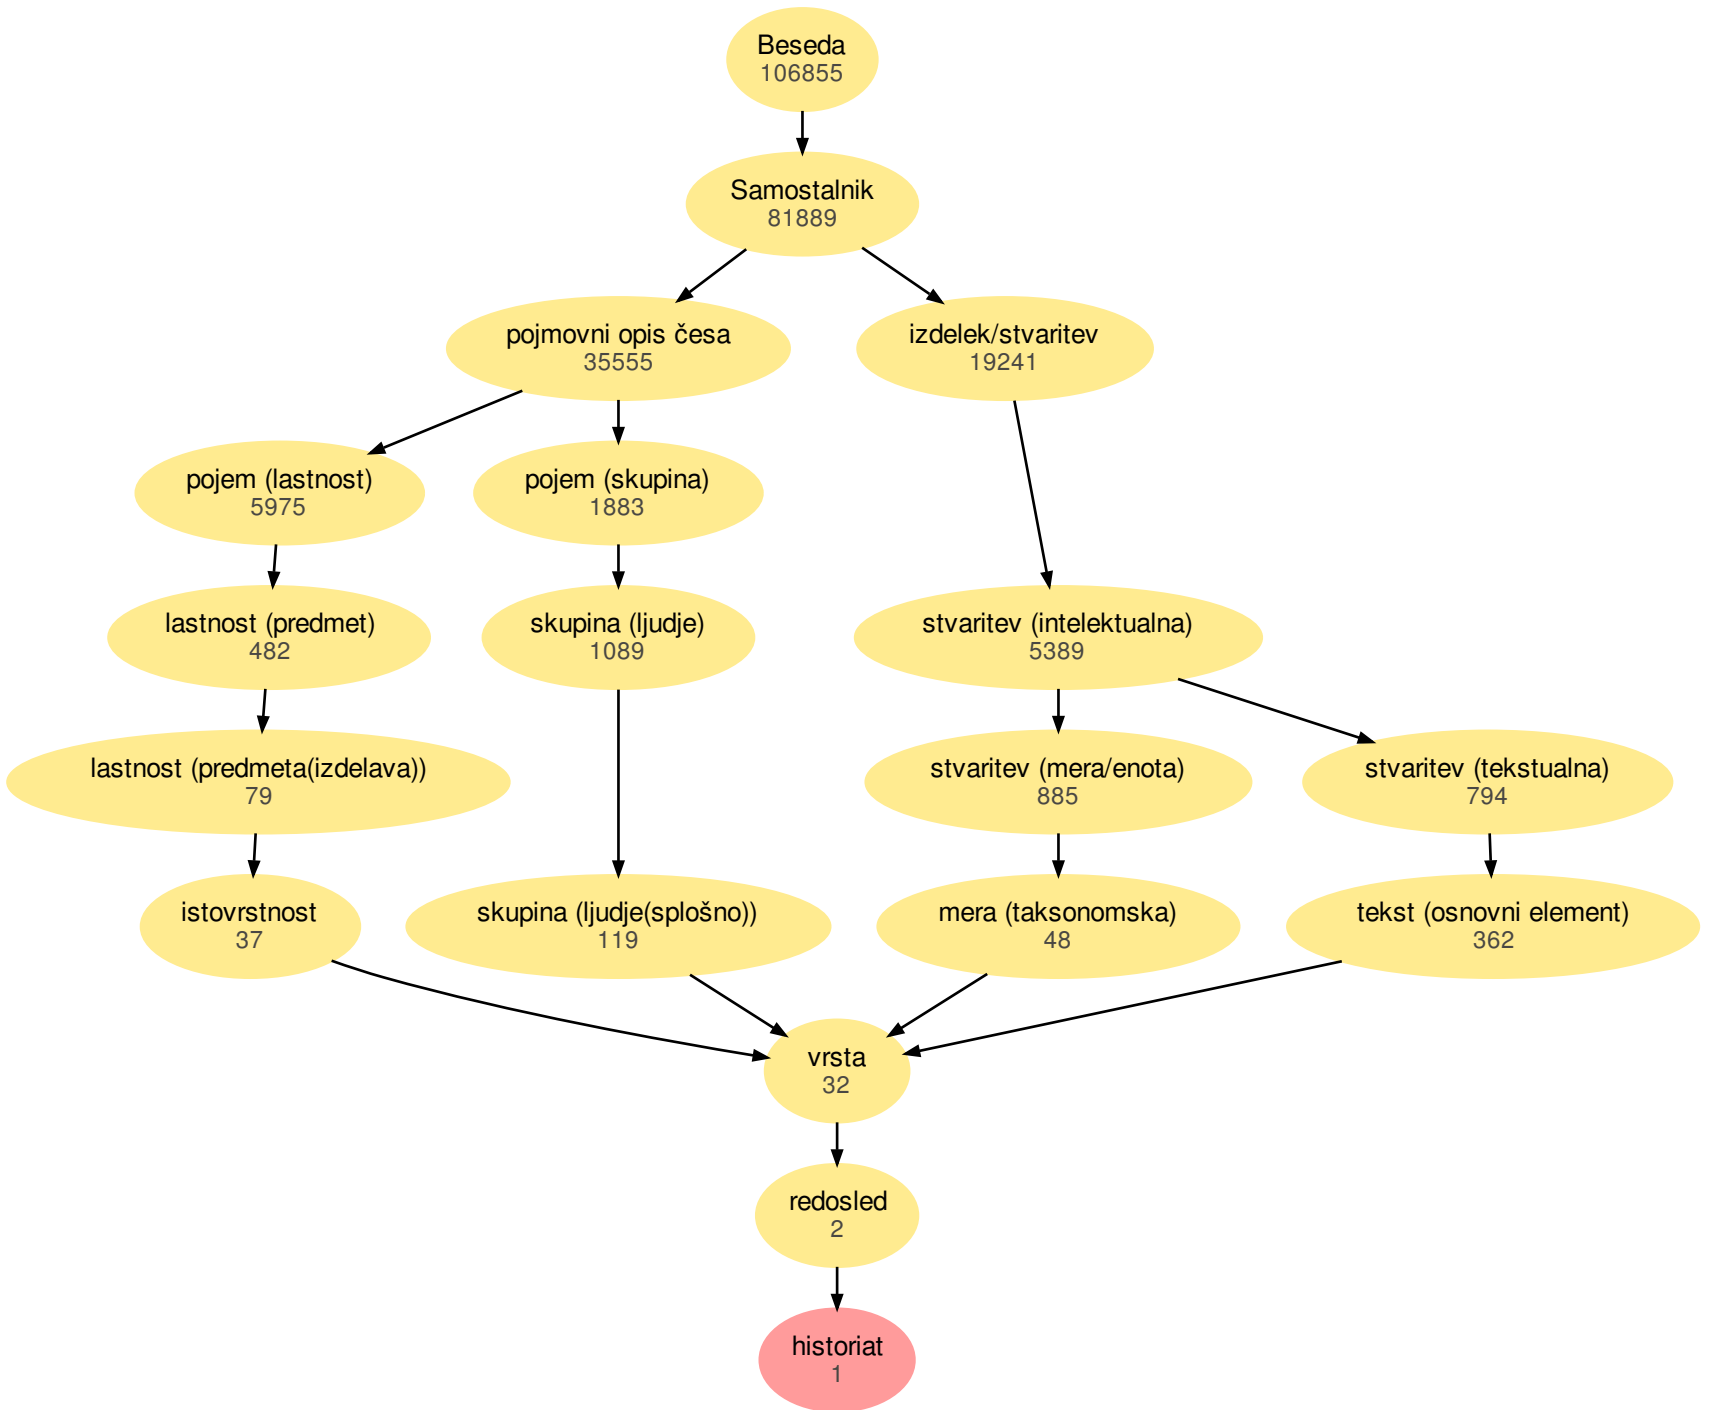 Beseda
106855
Samostalnik
81889
pojmovni opis česa
35555
izdelek/stvaritev
19241
pojem (lastnost)
5975
pojem (skupina)
1883
lastnost (predmet)
482
skupina (ljudje)
1089
stvaritev (intelektualna)
5389
lastnost (predmeta(izdelava))
79
stvaritev (mera/enota)
885
stvaritev (tekstualna)
794
istovrstnost
37
skupina (ljudje(splošno))
119
mera (taksonomska)
48
tekst (osnovni element)
362
vrsta
32
redosled
2
historiat
1